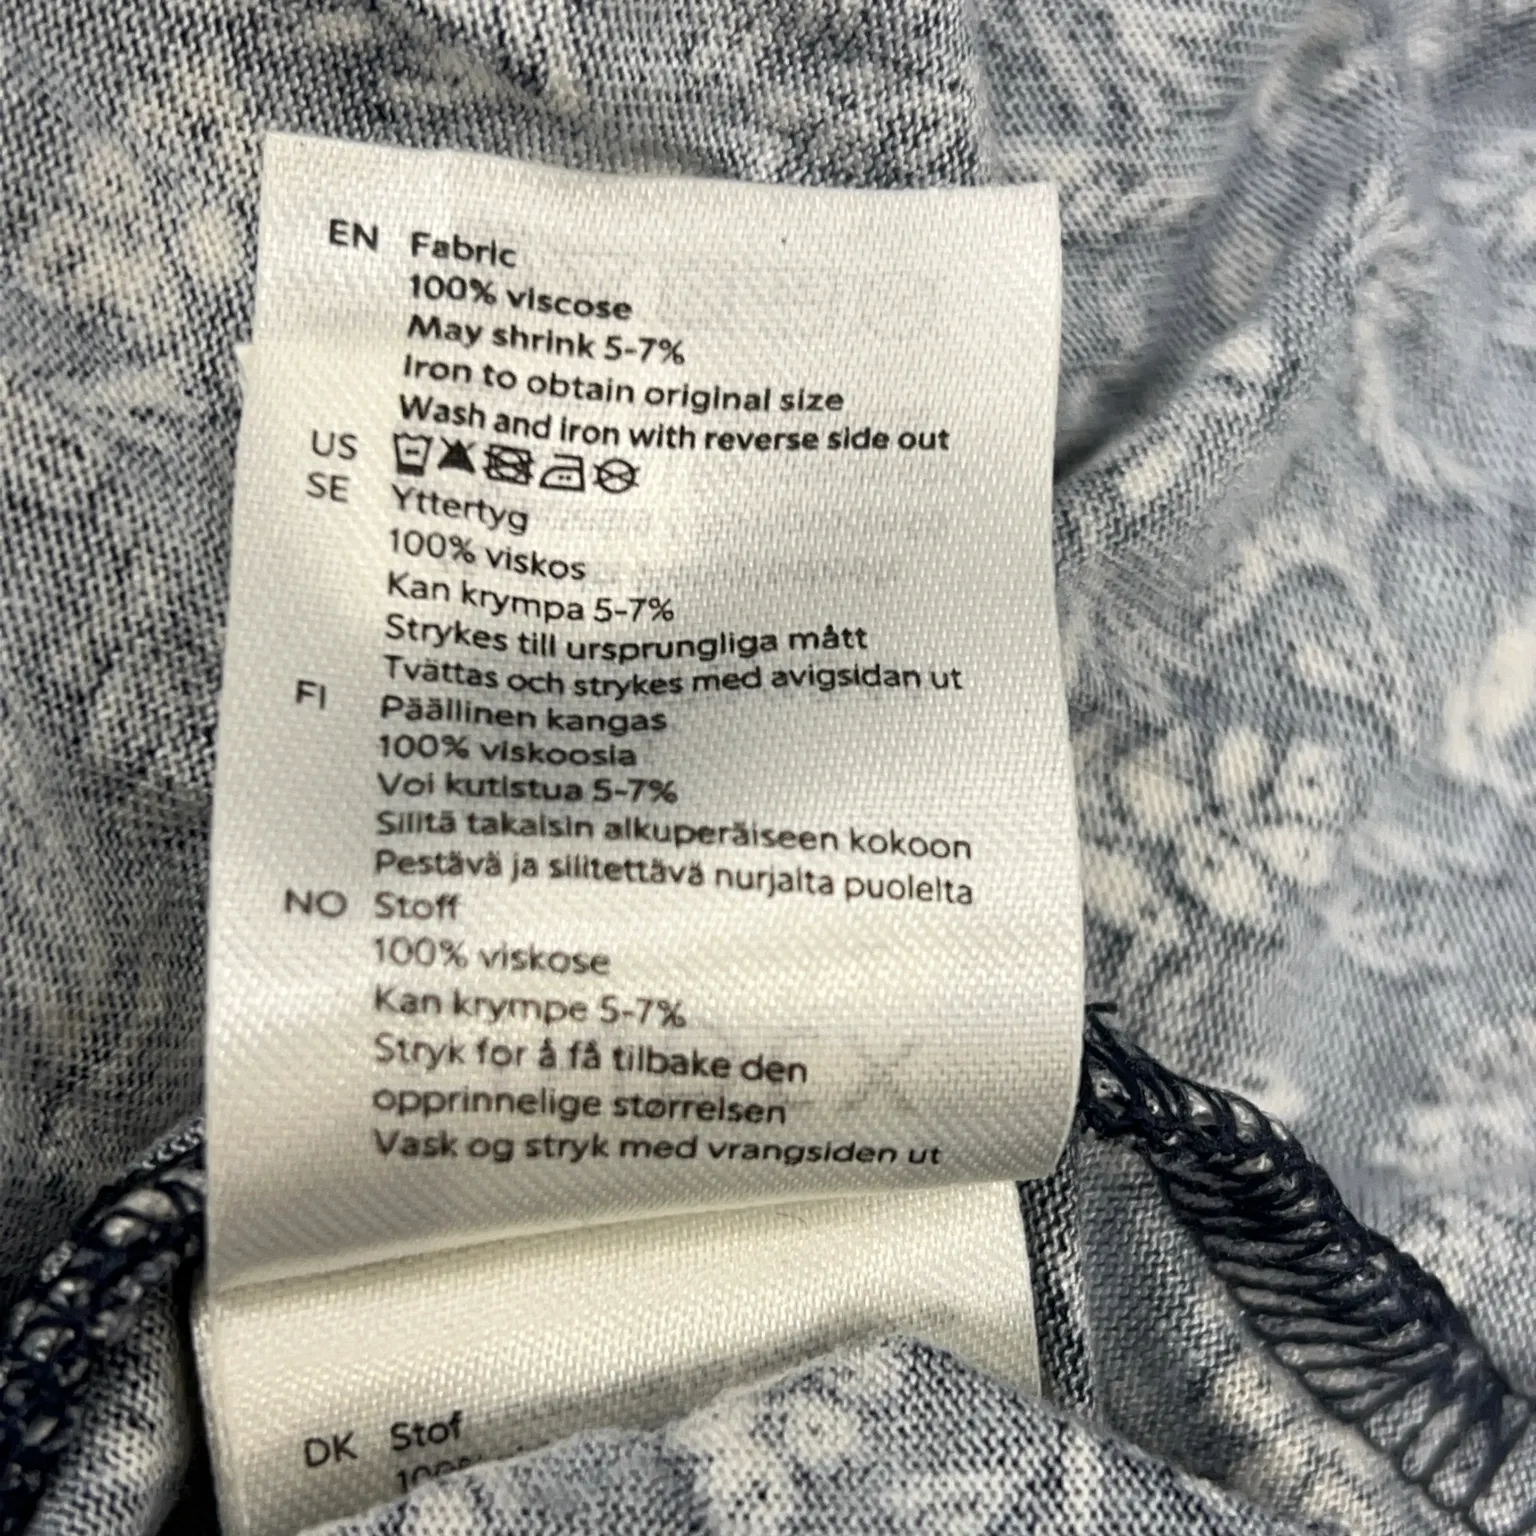 EN Fabric
100% viscose
May shrink 5-7%
Iron to obtain original size
Wash and iron with reverse side out
US
SE Yttertyg
100% viskos
Kan krympa 5-7%
Strykes till ursprungliga mått
Tvättas och strykes med avigsidan ut
FI Päällinen kangas
100% viskoosia
Voi kutistua 5-7%
Silitä takaisin alkuperäiseen kokoon
Pestävä ja silitettävä nurjalta puolelta
NO Stoff
100% viskose
Kan krympe 5-7%
Stryk for å få tilbake den
opprinnelige størrelsen
Vask og stryk med vrangsiden ut
DK Stof